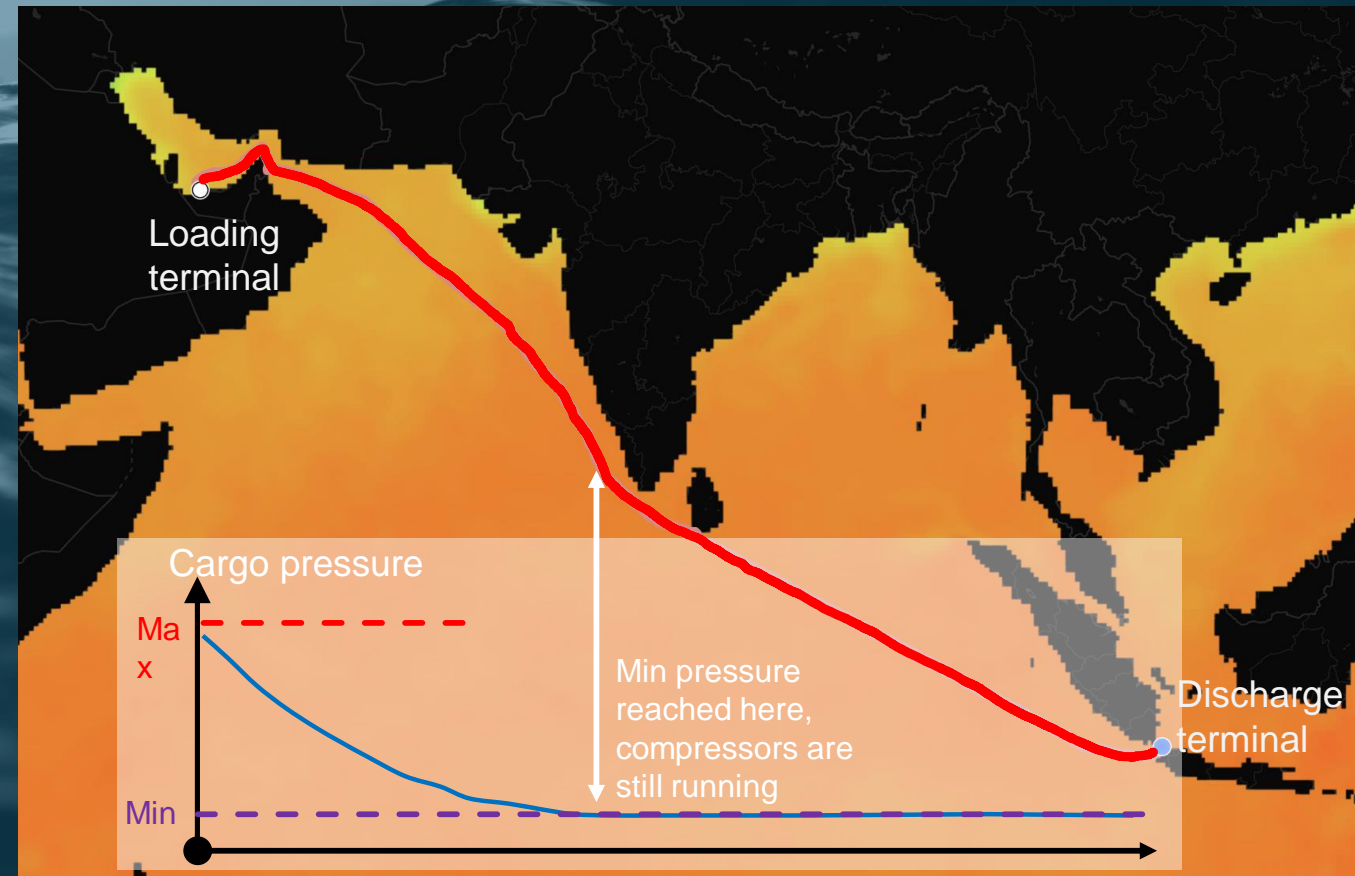 Loading
terminal
Cargo pressure
Ma
x
Min pressure
reached here,
compressors are
still running
Discharge
terminal
Min